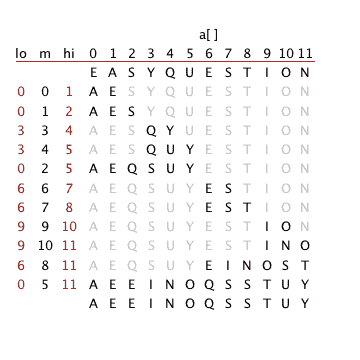 a[ ]
lo m hi 0 1 2 3 4 5 6 7 8 9 10 11
E A S Y Q U E S T I O N
0 0 1 A E S Y Q U E S T I O N
0 1 2 A E S Y Q U E S T I O N
3 3 4 A E S Q Y U E S T I O N
3 4 5 A E S Q U Y E S T I O N
0 2 5 A E Q S U Y E S T I O N
6 6 7 A E Q S U Y E S T I O N
6 7 8 A E Q S U Y E S T I O N
9 9 10 A E Q S U Y E S T I O N
9 10 11 A E Q S U Y E S T I N O
6 8 11 A E Q S U Y E I N O S T
0 5 11 A E E I N O Q S S T U Y
A E E I N O Q S S T U Y